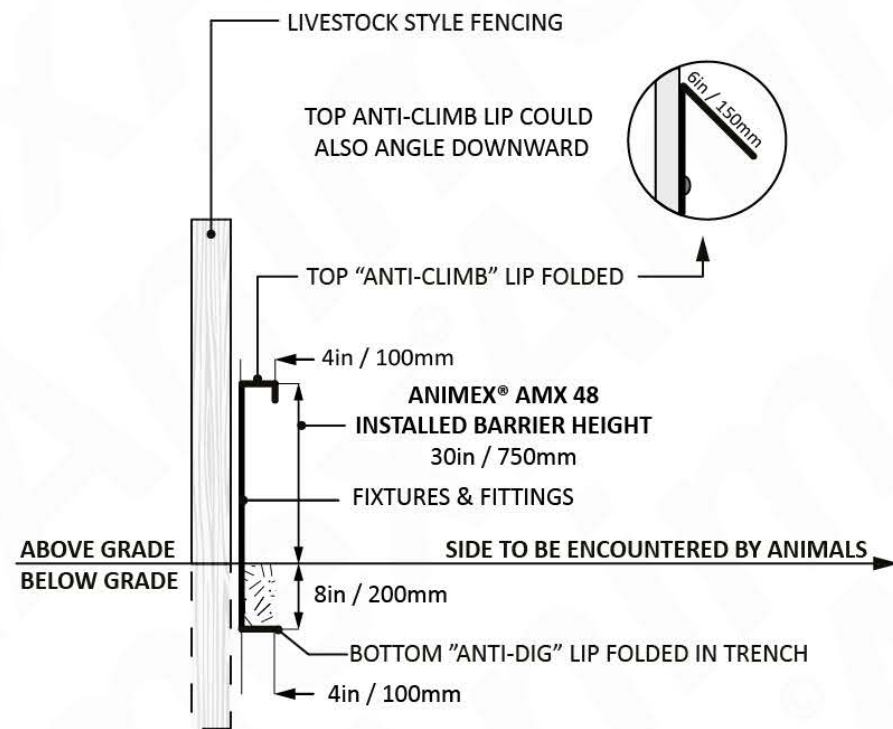 LIVESTOCK STYLE FENCING
6in / 150mm
TOP ANTI-CLIMB LIP COULD
ALSO ANGLE DOWNWARD
TOP “ANTI-CLIMB” LIP FOLDED
4in / 100mm
ANIMEX® AMX 48
INSTALLED BARRIER HEIGHT
30in / 750mm
FIXTURES & FITTINGS
ABOVE GRADE
SIDE TO BE ENCOUNTERED BY ANIMALS
BELOW GRADE
8in / 200mm
BOTTOM ”ANTI-DIG” LIP FOLDED IN TRENCH
4in / 100mm